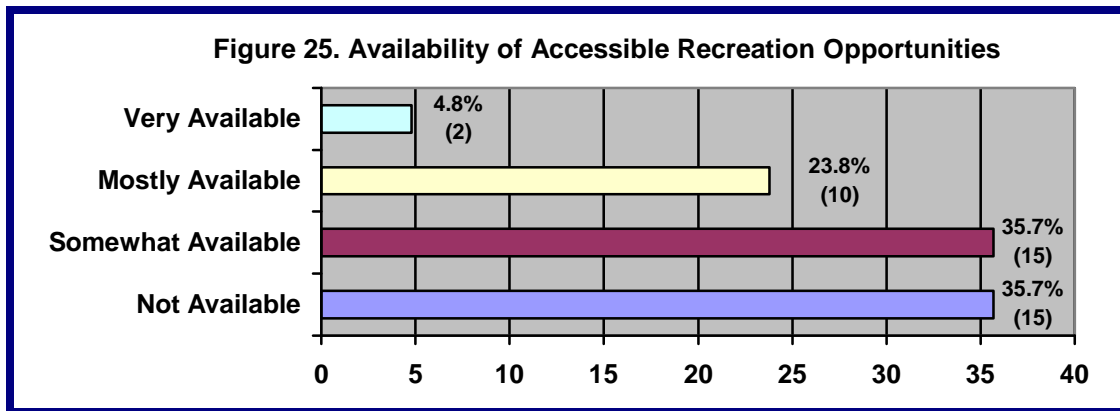 Figure 25. Availability of Accessible Recreation Opportunities
Very Available
4.8%
(2)
Mostly Available
23.8%
(10)
Somewhat Available
35.7%
(15)
Not Available
35.7%
(15)
0 5 10 15 20 25 30 35 40